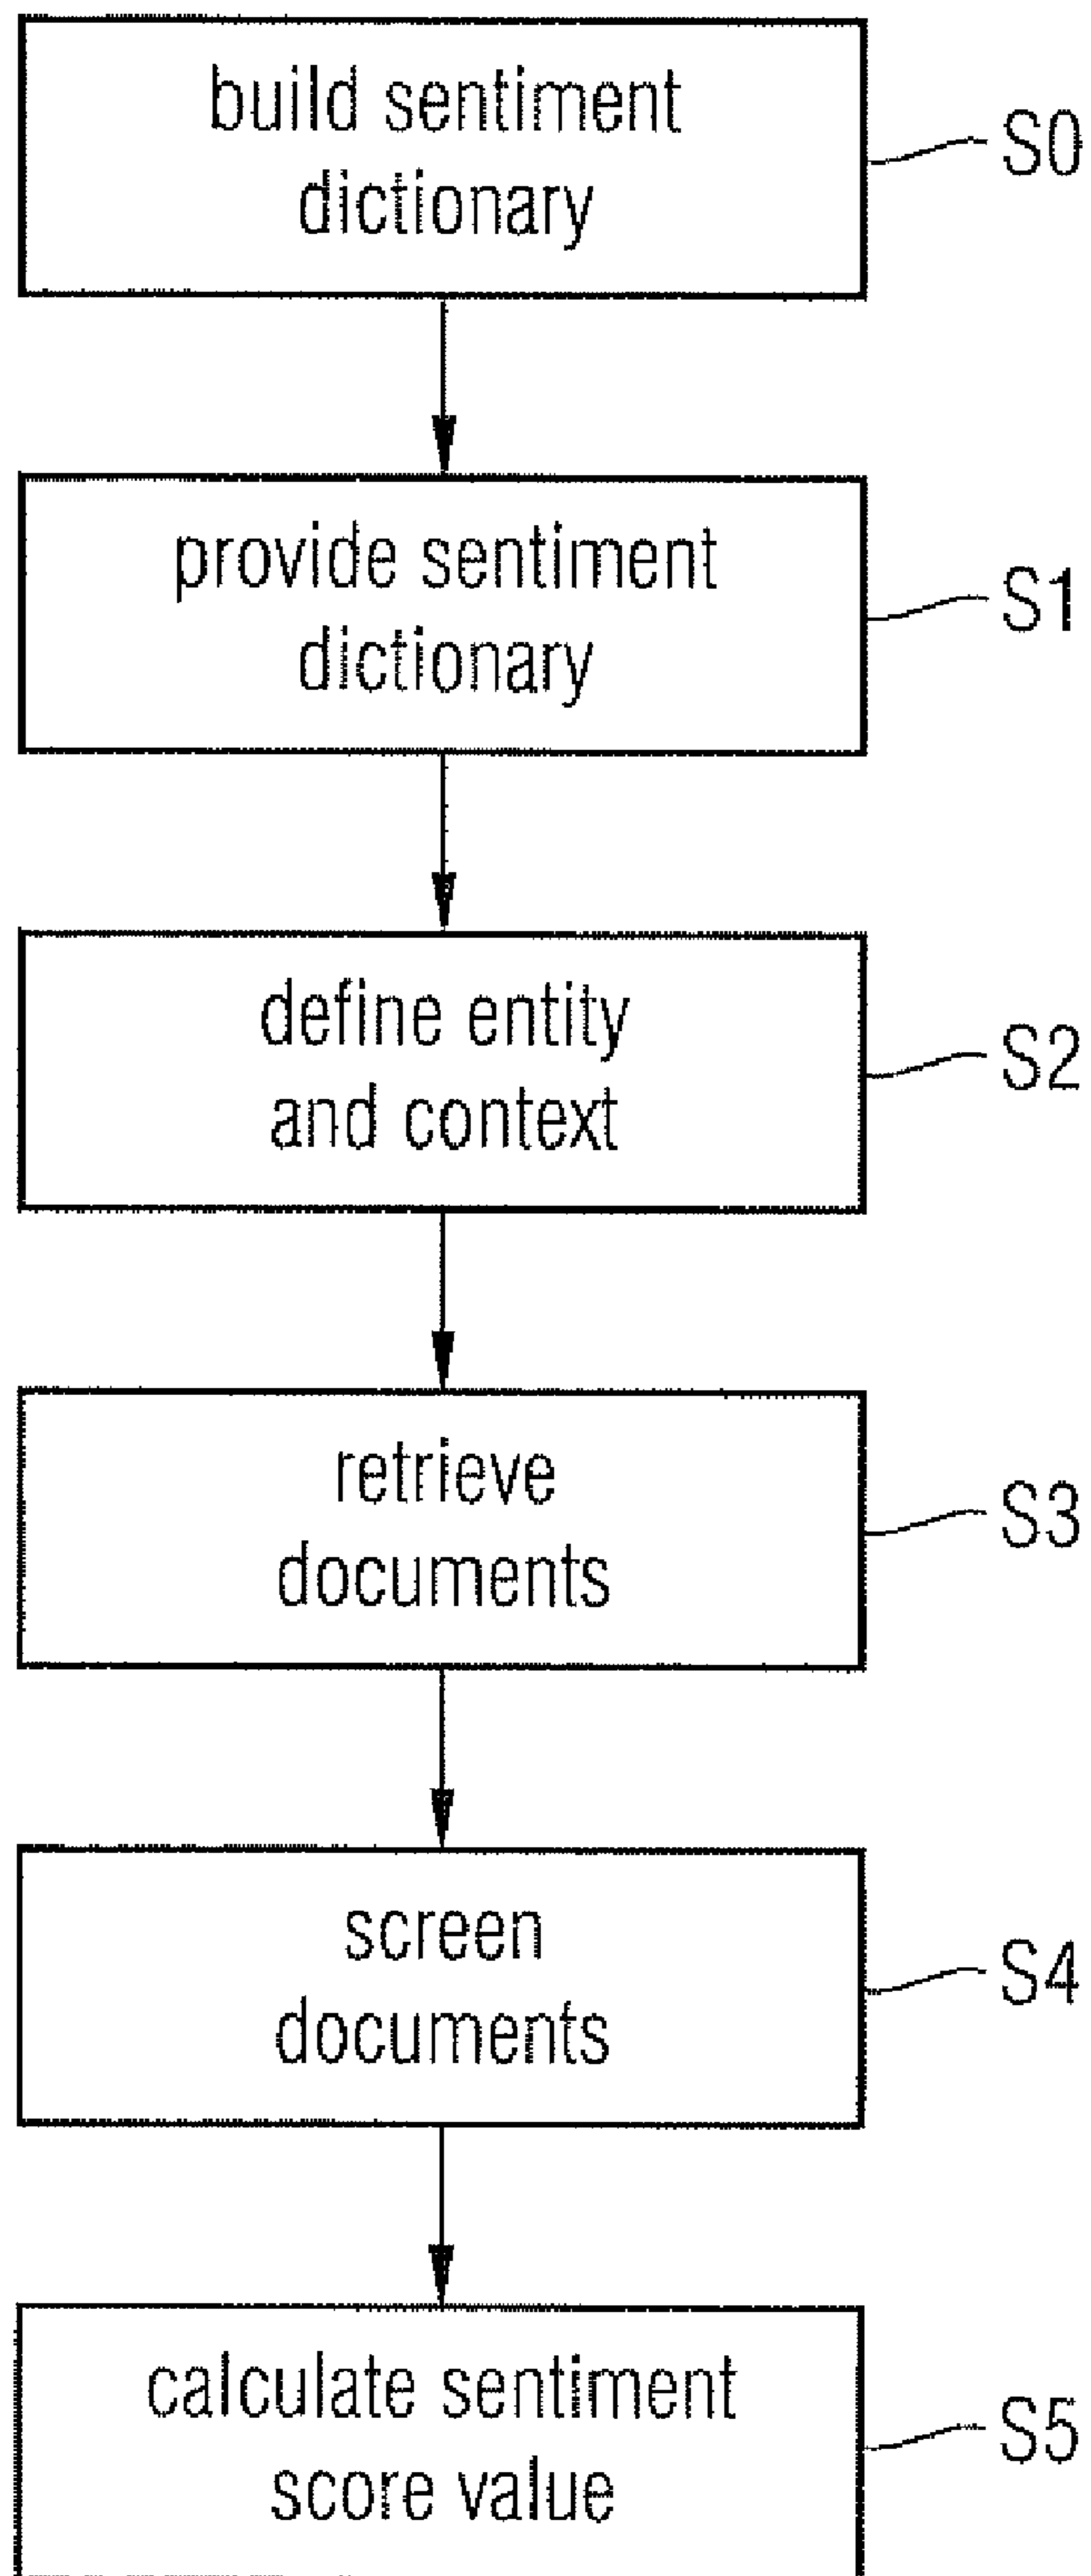 build sentiment
dictionary
S0
provide sentiment
dictionary
S1
define entity
and context
S2
retrieve
documents
S3
screen
documents
S4
calculate sentiment
score value
S5